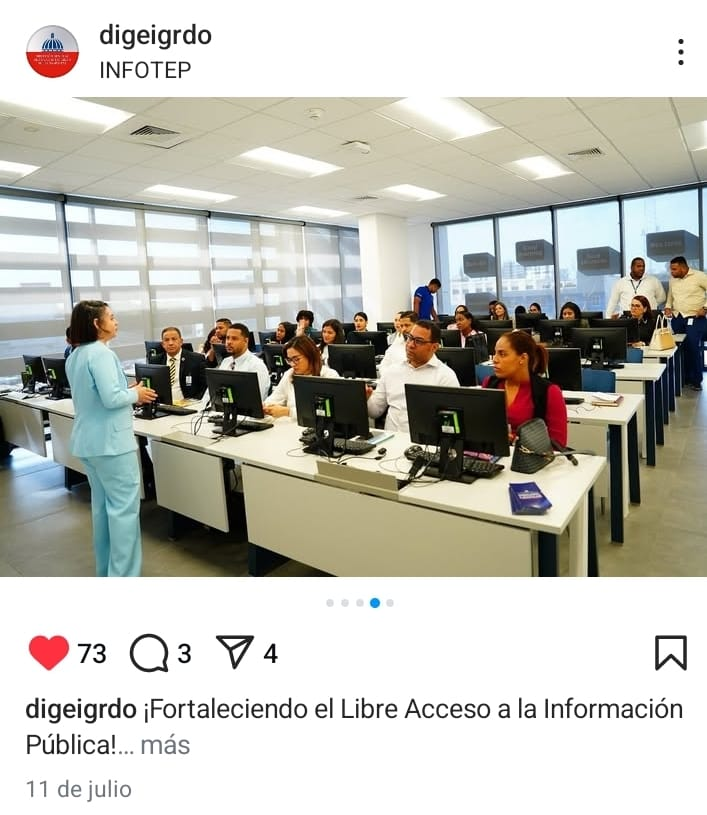 digeigrdo
INFOTEP
73
3
4
digeigrdo ¡Fortaleciendo el Libre Acceso a la Información
Pública!... más
11 de julio